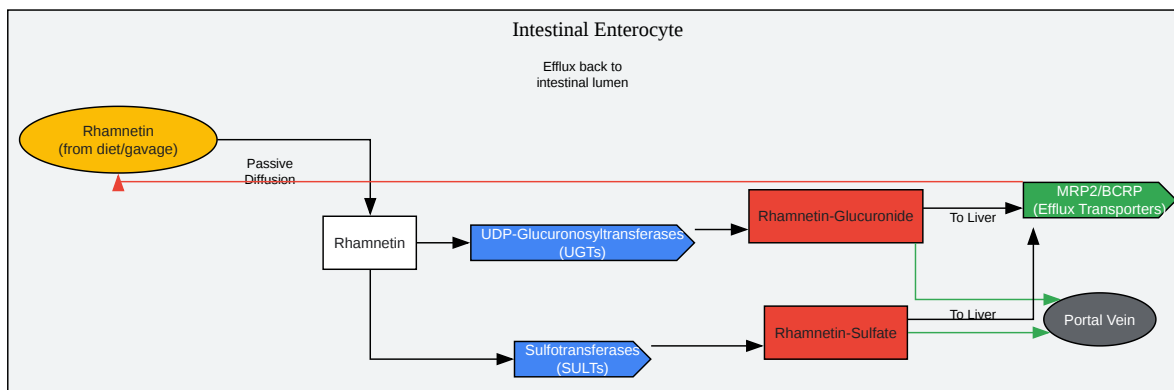 Intestinal Enterocyte
Efflux back to
intestinal lumen
Rhamnetin
(from diet/gavage)
Passive
Diffusion
MRP2/BCRP
(Efflux Transporters)
Rhamnetin-Glucuronide
To Liver
Rhamnetin
UDP-Glucuronosyltransferases
(UGTs)
To Liver
Portal Vein
Rhamnetin-Sulfate
Sulfotransferases
(SULTs)